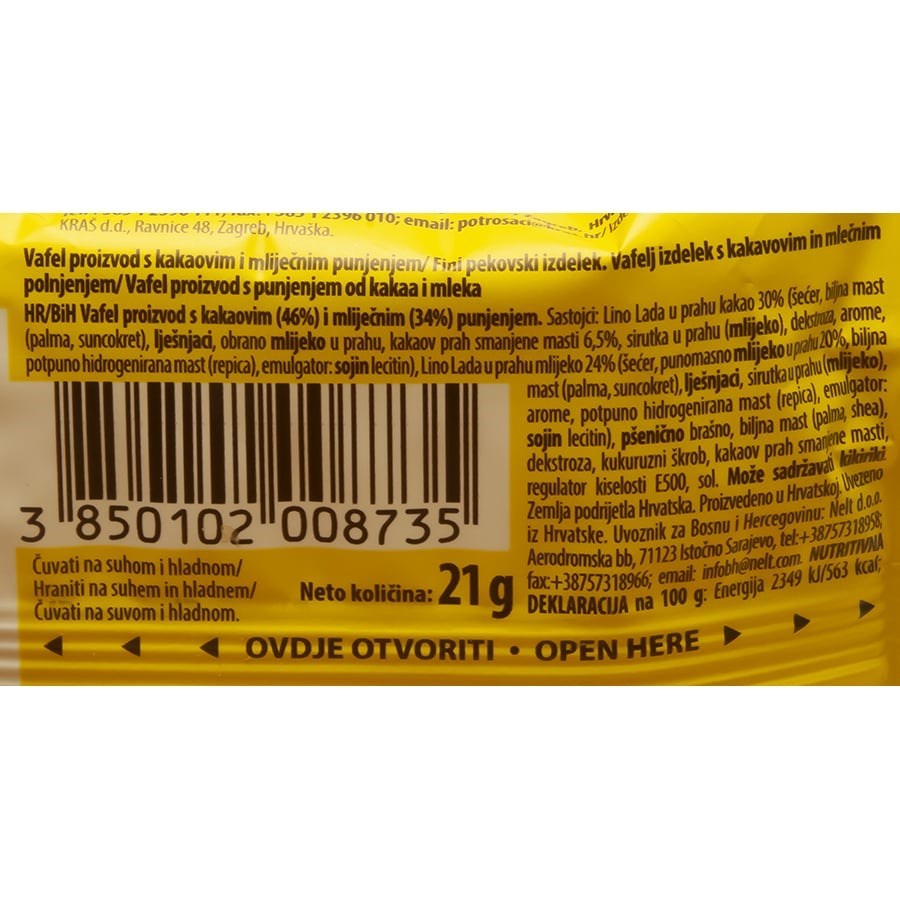 2396 010; email:
KRAŠ d.d., Ravnice 48, Zagreb, Hrvaška.
Vafel proizvod s kakaovim i mliječnim punjenjem/ Fini pekovski izdelek. Vafelj izdelek s kakavovim in mlečnim
polnjenjem/ Vafel proizvod s punjenjem od kakaa i mleka
HR/BiH Vafel proizvod s kakaovim (46%) i mliječnim (34%) punjenjem. Sastojci: Lino Lada u prahu kakao 30% (šećer, biljna mast
(palma, suncokret), lješnjaci, obrano mlijeko u prahu, kakaov prah smanjene masti 6,5%, sirutka u prahu (mlijeko), dekstroza, arome,
potpuno hidrogenirana mast (repica), emulgator: sojin lecitin), Lino Lada u prahu mlijeko 24% (šećer, punomasno mlijeko u prahu 20%, biljna
mast (palma, suncokret), lješnjaci, sirutka u prahu (mlijeko),
arome, potpuno hidrogenirana mast (repica), emulgator:
sojin lecitin), pšenično brašno, biljna mast (palma, shea),
dekstroza, kukuruzni škrob, kakaov prah smanjene masti,
regulator kiselosti E500, sol. Može sadržavati kikiriki.
Zemlja podrijetla Hrvatska. Proizvedeno u Hrvatskoj. Uvezeno
iz Hrvatske. Uvoznik za Bosnu i Hercegovinu: Nelt d.o.o.
Aerodromska bb, 71123 Istočno Sarajevo, tel:+38757318958;
fax:+38757318966; email: infobh@nelt.com. NUTRITIVNA
DEKLARACIJA na 100 g: Energija 2349 kJ/563 kcal;
3 850102 008735
Čuvati na suhom i hladnom/
Hraniti na suhem in hladnem/
Čuvati na suvom i hladnom.
Neto količina: 21 g
OVDJE OTVORITI • OPEN HERE